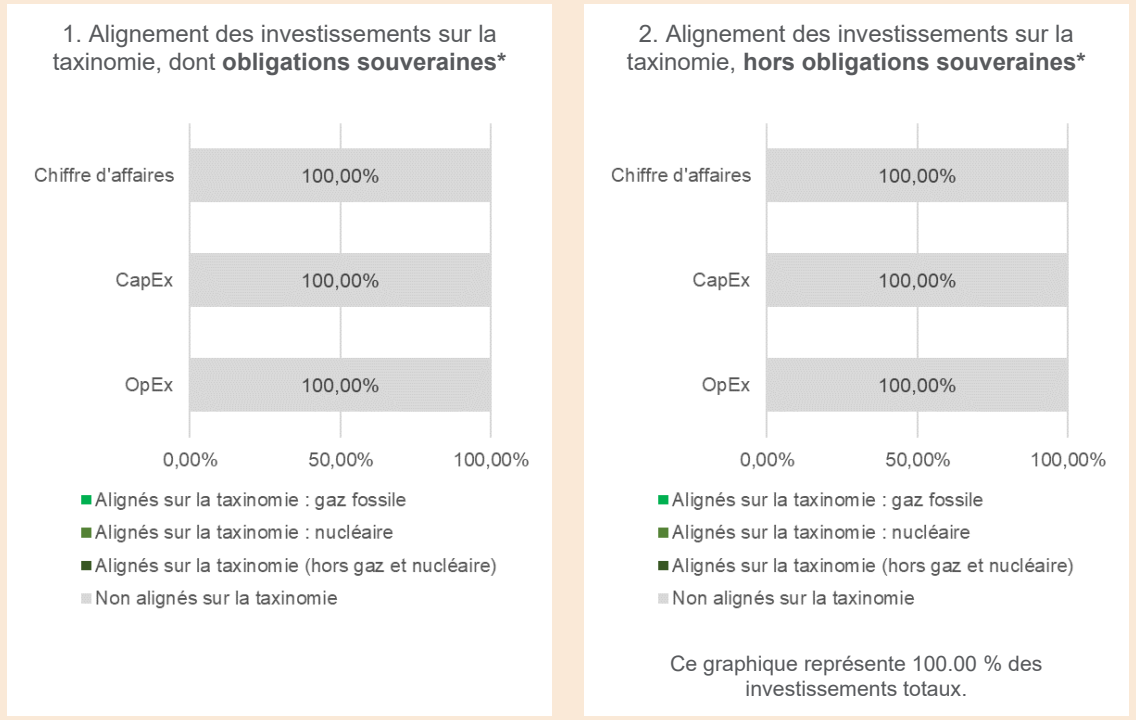 1. Alignement des investissements sur la
taxinomie, dont obligations souveraines*
Chiffre d'affaires
100,00%
CapEx
100,00%
OpEx
100,00%
0,00%
50,00%
100,00%
Alignés sur la taxinomie : gaz fossile
Alignés sur la taxinomie : nucléaire
Alignés sur la taxinomie (hors gaz et nucléaire)
Non alignés sur la taxinomie
2. Alignement des investissements sur la
taxinomie, hors obligations souveraines*
Chiffre d'affaires
100,00%
CapEx
100,00%
OpEx
100,00%
0,00%
50,00%
100,00%
Alignés sur la taxinomie : gaz fossile
Alignés sur la taxinomie : nucléaire
Alignés sur la taxinomie (hors gaz et nucléaire)
Non alignés sur la taxinomie
Ce graphique représente 100.00 % des
investissements totaux.